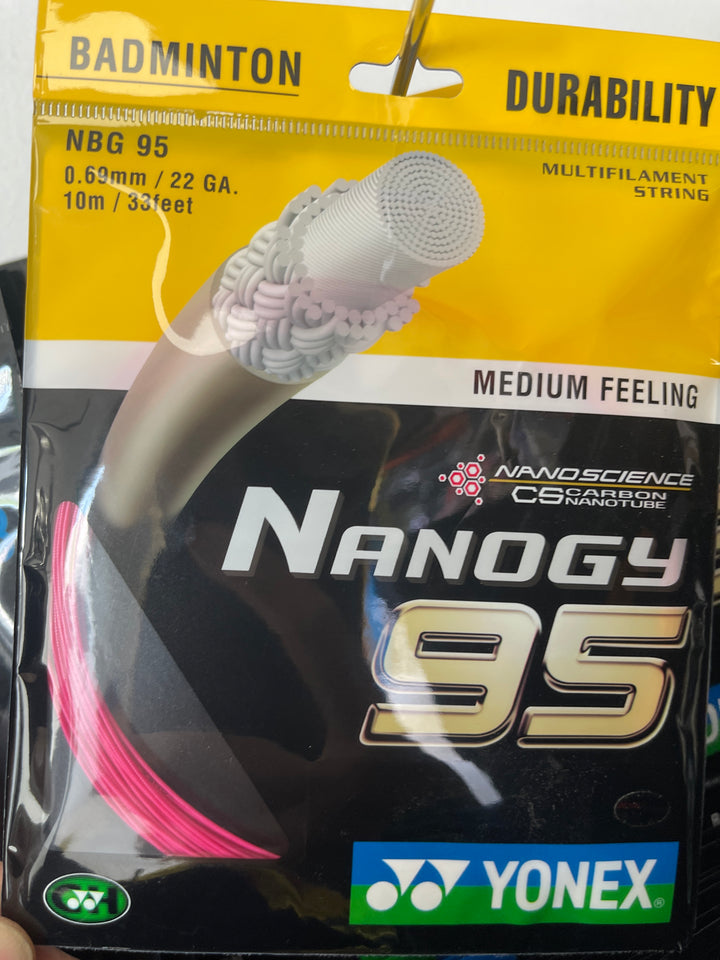 BADMINTON
DURABILITY
NBG 95
0.69mm / 22 GA.
10m / 33feet
MULTIFILAMENT
STRING
MEDIUM FEELING
NANOSCIENCE
CS CARBON
NANOTUBE
NANOGY
95
YONEX®